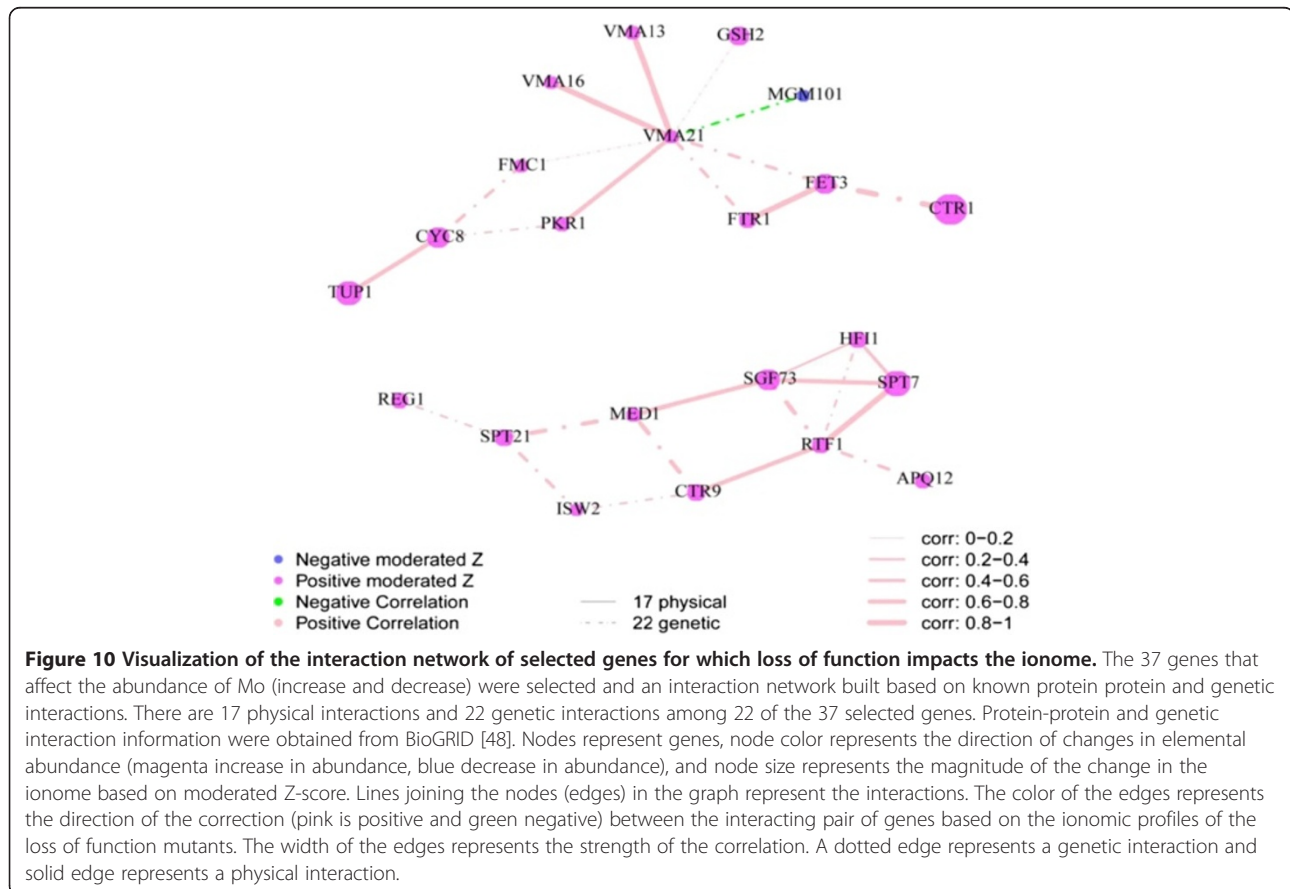 VMA13
GSH2
VMA16
MGM101
VMA21
FMC1
FET3
CTR1
FTR1
PKR1
CYC8
TUP1
HFI1
SGF73
SPT7
REG1
MED1
SPT21
RTF1
APQ12
CTR9
ISW2
Negative moderated Z
Positive moderated Z
Negative Correlation
Positive Correlation
17 physical
22 genetic
corr: 0−0.2
corr: 0.2−0.4
corr: 0.4−0.6
corr: 0.6−0.8
corr: 0.8−1
Figure 10 Visualization of the interaction network of selected genes for which loss of function impacts the ionome. The 37 genes that
affect the abundance of Mo (increase and decrease) were selected and an interaction network built based on known protein protein and genetic
interactions. There are 17 physical interactions and 22 genetic interactions among 22 of the 37 selected genes. Protein-protein and genetic
interaction information were obtained from BioGRID [48]. Nodes represent genes, node color represents the direction of changes in elemental
abundance (magenta increase in abundance, blue decrease in abundance), and node size represents the magnitude of the change in the
ionome based on moderated Z-score. Lines joining the nodes (edges) in the graph represent the interactions. The color of the edges represents
the direction of the correction (pink is positive and green negative) between the interacting pair of genes based on the ionomic profiles of the
loss of function mutants. The width of the edges represents the strength of the correlation. A dotted edge represents a genetic interaction and
solid edge represents a physical interaction.